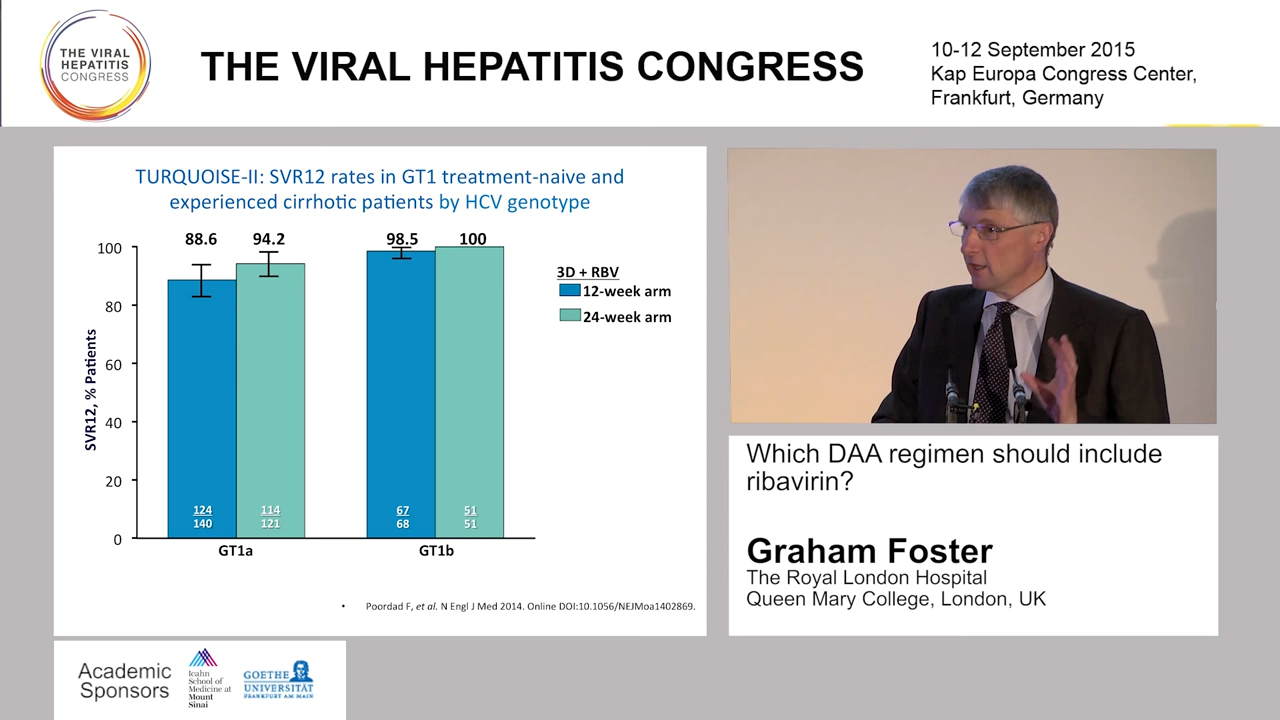 THE VIRAL
HEPATITIS
CONGRESS
THE VIRAL HEPATITIS CONGRESS
10-12 September 2015
Kap Europa Congress Center,
Frankfurt, Germany
TURQUOISE-II: SVR12 rates in GT1 treatment-naive and
experienced cirrhotic patients by HCV genotype
88.6 94.2 98.5 100
SVR12, % Patients
100
80
60
40
20
0
124 114 67 51
140 121 68 51
GT1a GT1b
3D + RBV
12-week arm
24-week arm
• Poordad F, et al. N Engl J Med 2014. Online DOI:10.1056/NEJMoa1402869.
Which DAA regimen should include
ribavirin?
Graham Foster
The Royal London Hospital
Queen Mary College, London, UK
Academic
Sponsors
Icahn
School of
Medicine at
Mount
Sinai
GOETHE
UNIVERSITÄT
FRANKFURT AM MAIN